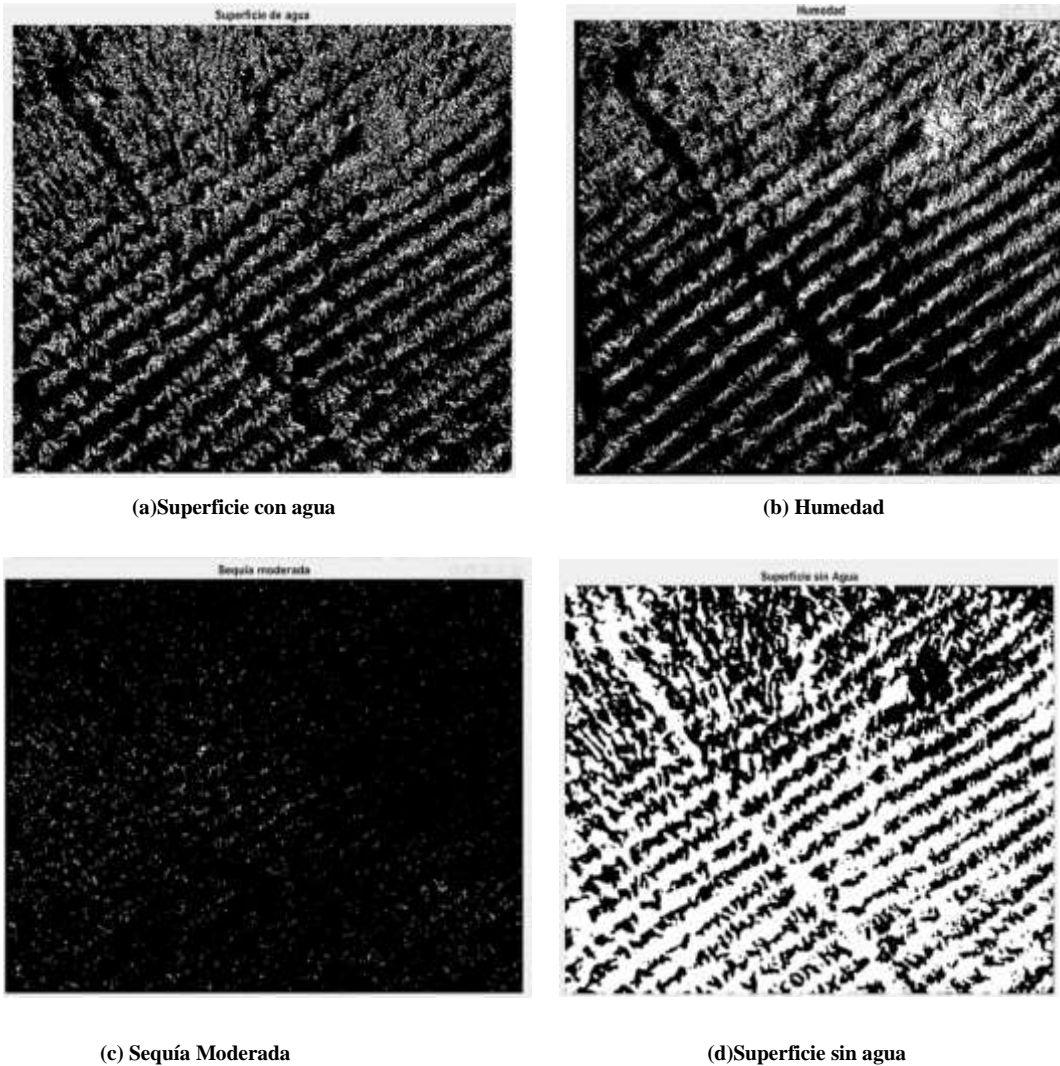 Superficie de agua
Humedad
(a)Superficie con agua
(b) Humedad
Sequía moderada
Superficie sin Agua
(c) Sequía Moderada
(d)Superficie sin agua